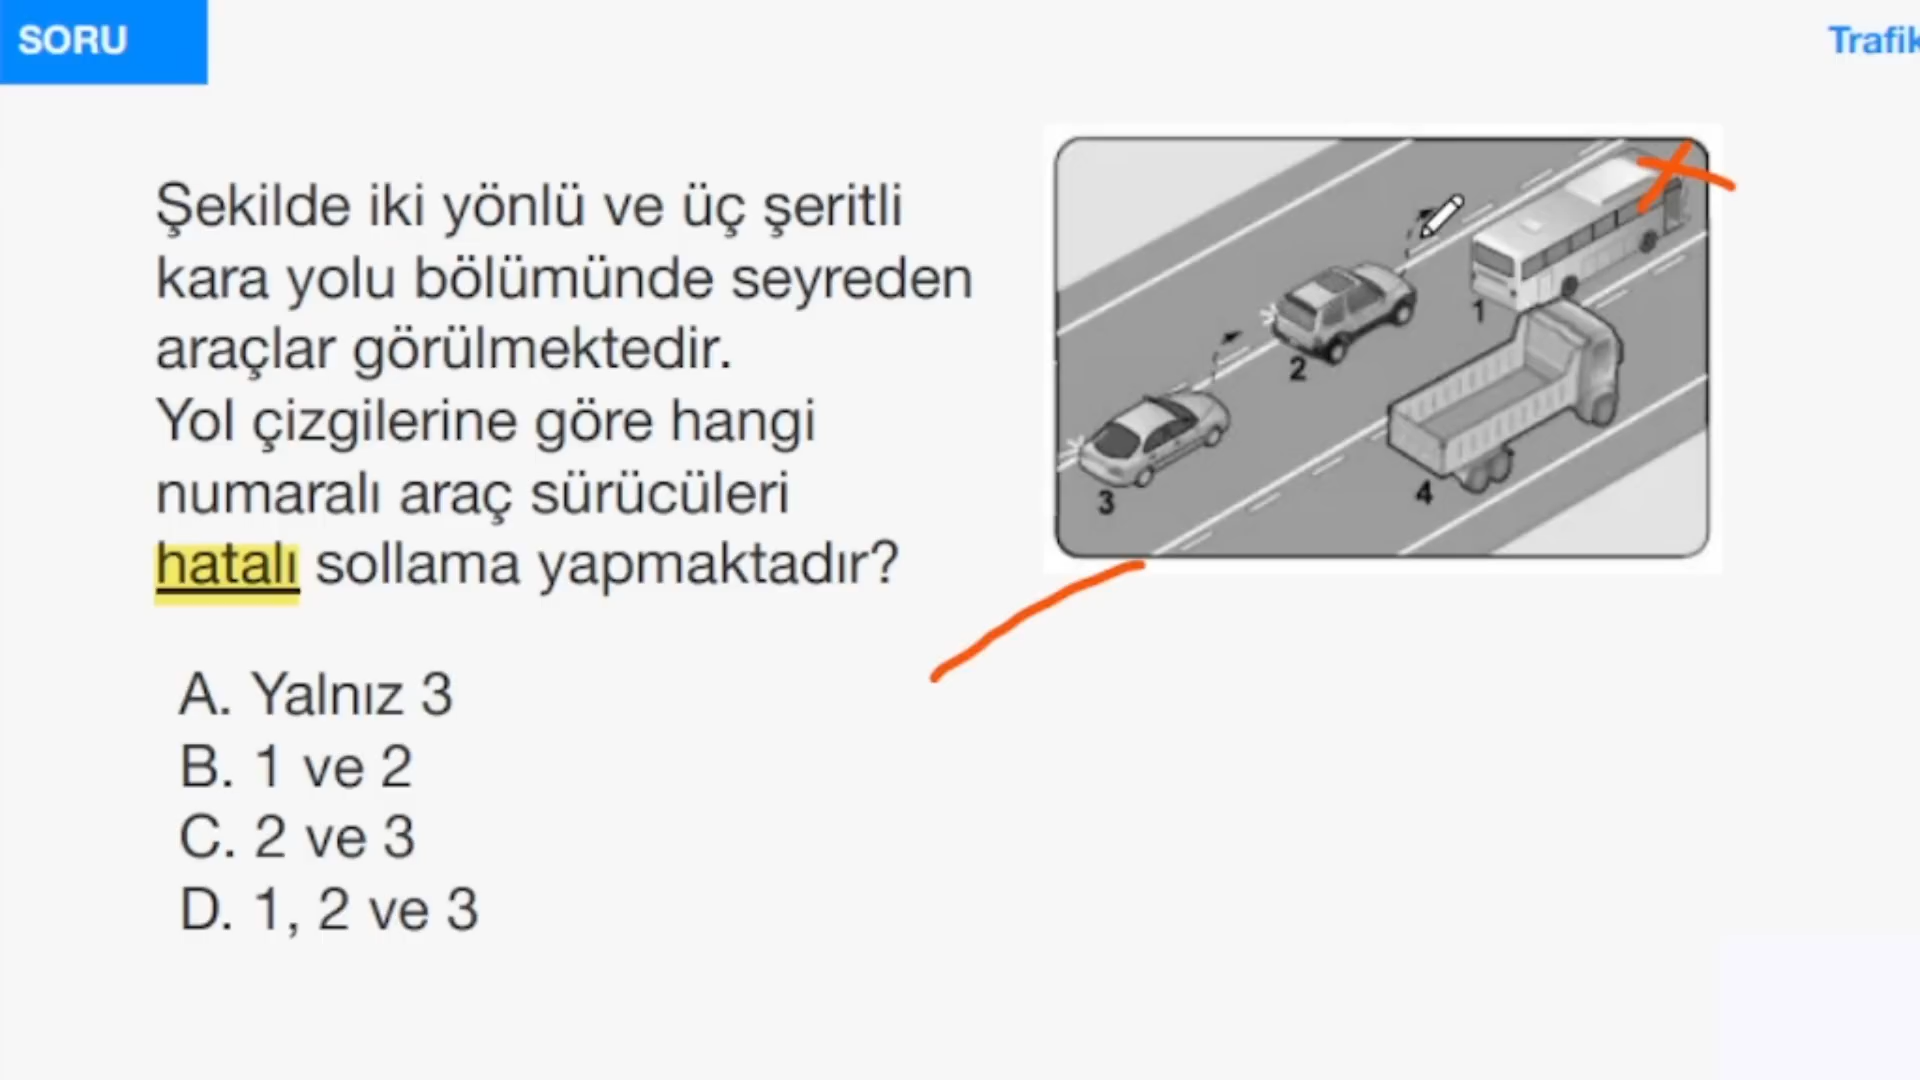 SORU
Trafik
Şekilde iki yönlü ve üç şeritli
kara yolu bölümünde seyreden
araçlar görülmektedir.
Yol çizgilerine göre hangi
numaralı araç sürücüleri
hatalı sollama yapmaktadır?
1
2
3
4
A. Yalnız 3
B. 1 ve 2
C. 2 ve 3
D. 1, 2 ve 3